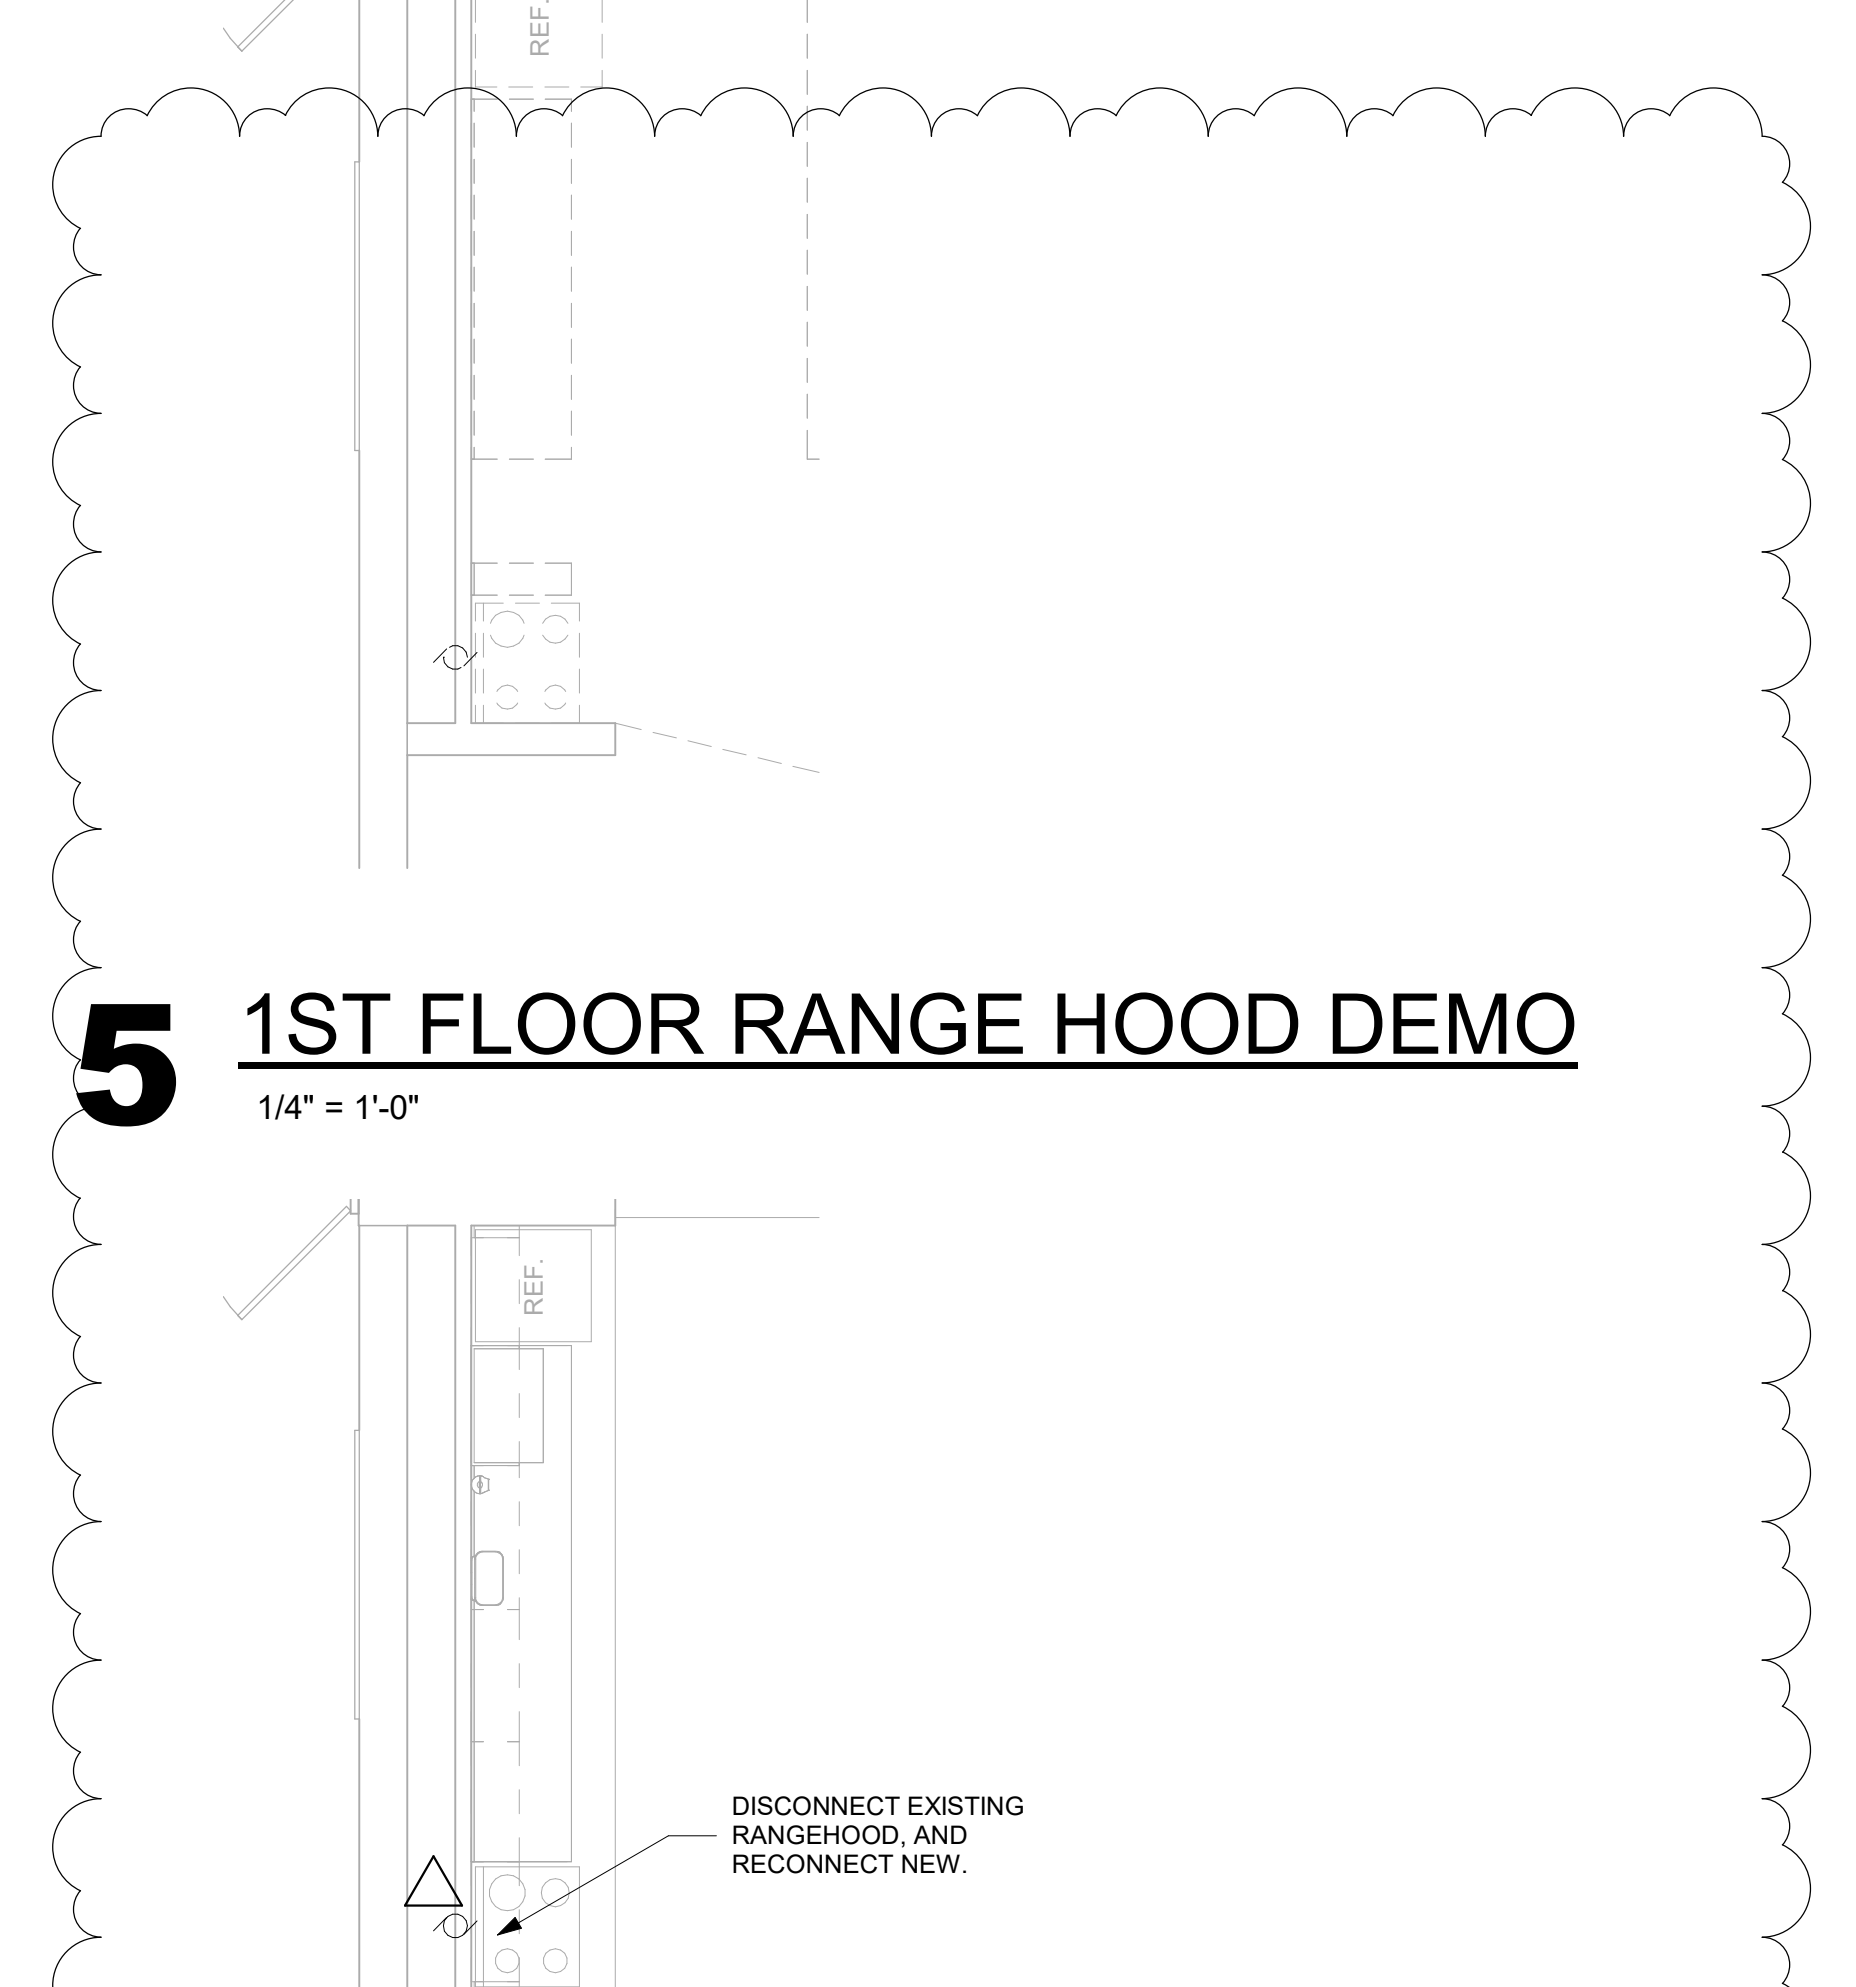 REF.
5
1ST FLOOR RANGE HOOD DEMO
1/4" = 1'-0"
REF.
DISCONNECT EXISTING
RANGEHOOD, AND
RECONNECT NEW.